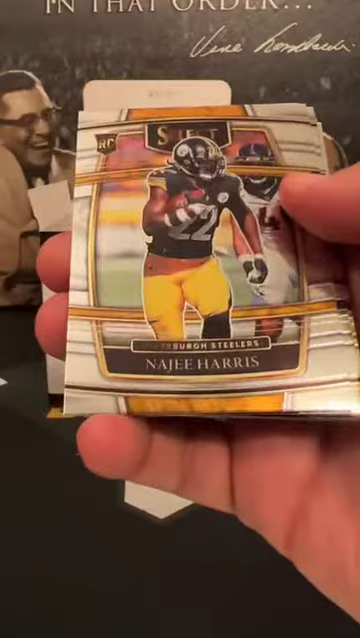 IN THAT ORDER...
Vince Lombardi
RC
SELECT
22
PITTSBURGH STEELERS
NAJEE HARRIS